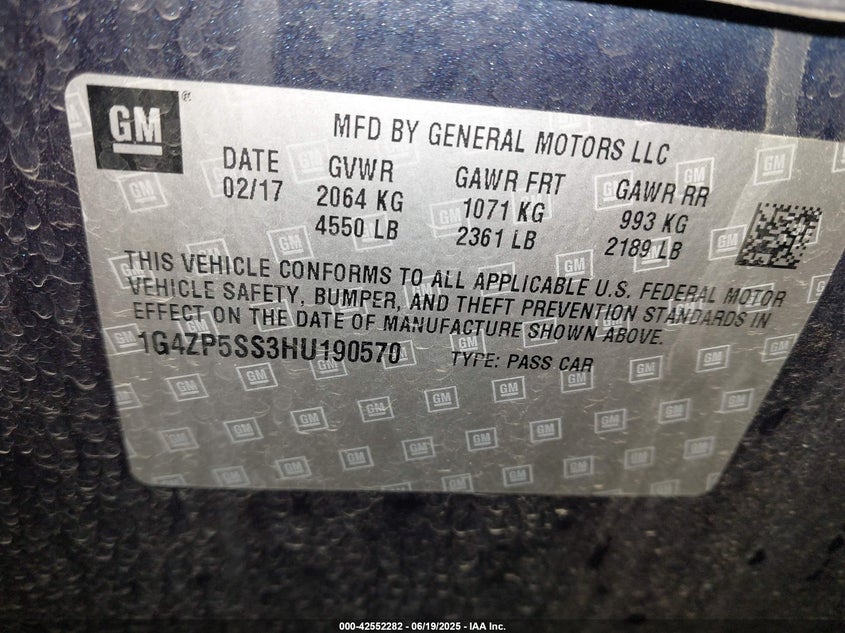 GM®
MFD BY GENERAL MOTORS LLC
DATE GVWR GAWR FRT GAWR RR
02/17 2064 KG 1071 KG 993 KG
4550 LB 2361 LB 2189 LB
THIS VEHICLE CONFORMS TO ALL APPLICABLE U.S. FEDERAL MOTOR
VEHICLE SAFETY, BUMPER, AND THEFT PREVENTION STANDARDS IN
EFFECT ON THE DATE OF MANUFACTURE SHOWN ABOVE.
1G4ZP5SS3HU190570 TYPE: PASS CAR
000-42552282 - 06/19/2025 - IAA Inc.